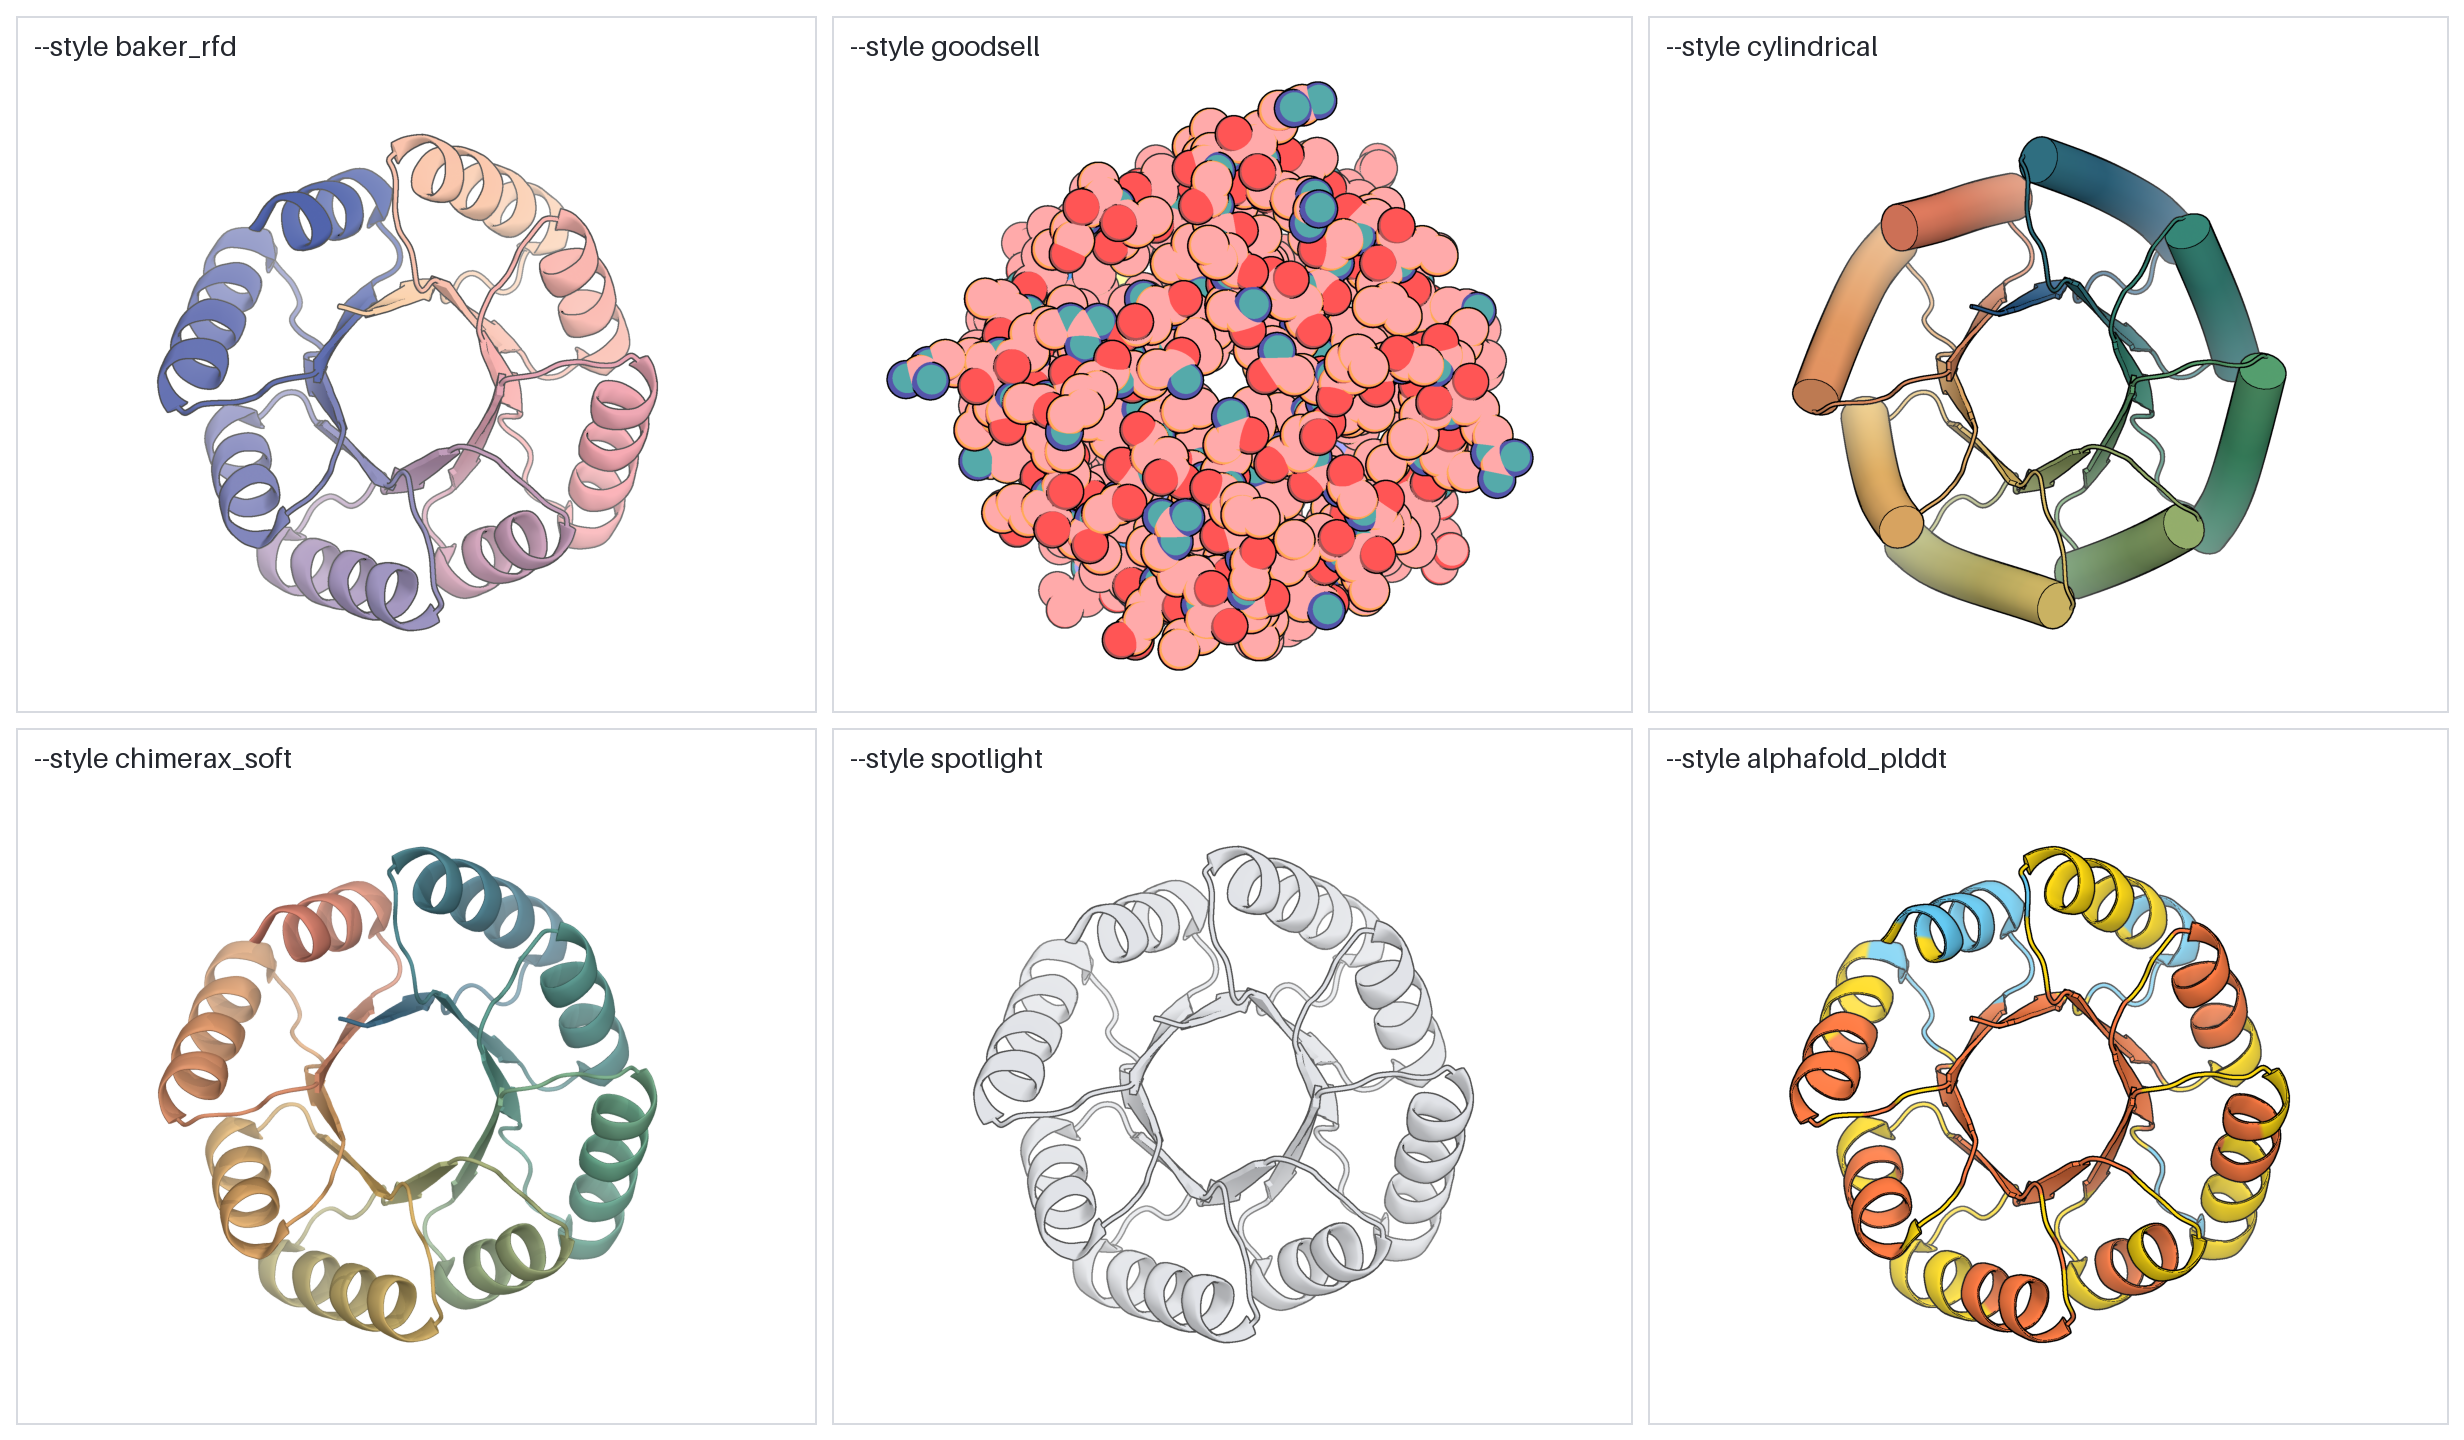 --style baker_rfd
--style goodsell
--style cylindrical
--style chimerax_soft
--style spotlight
--style alphafold_plddt